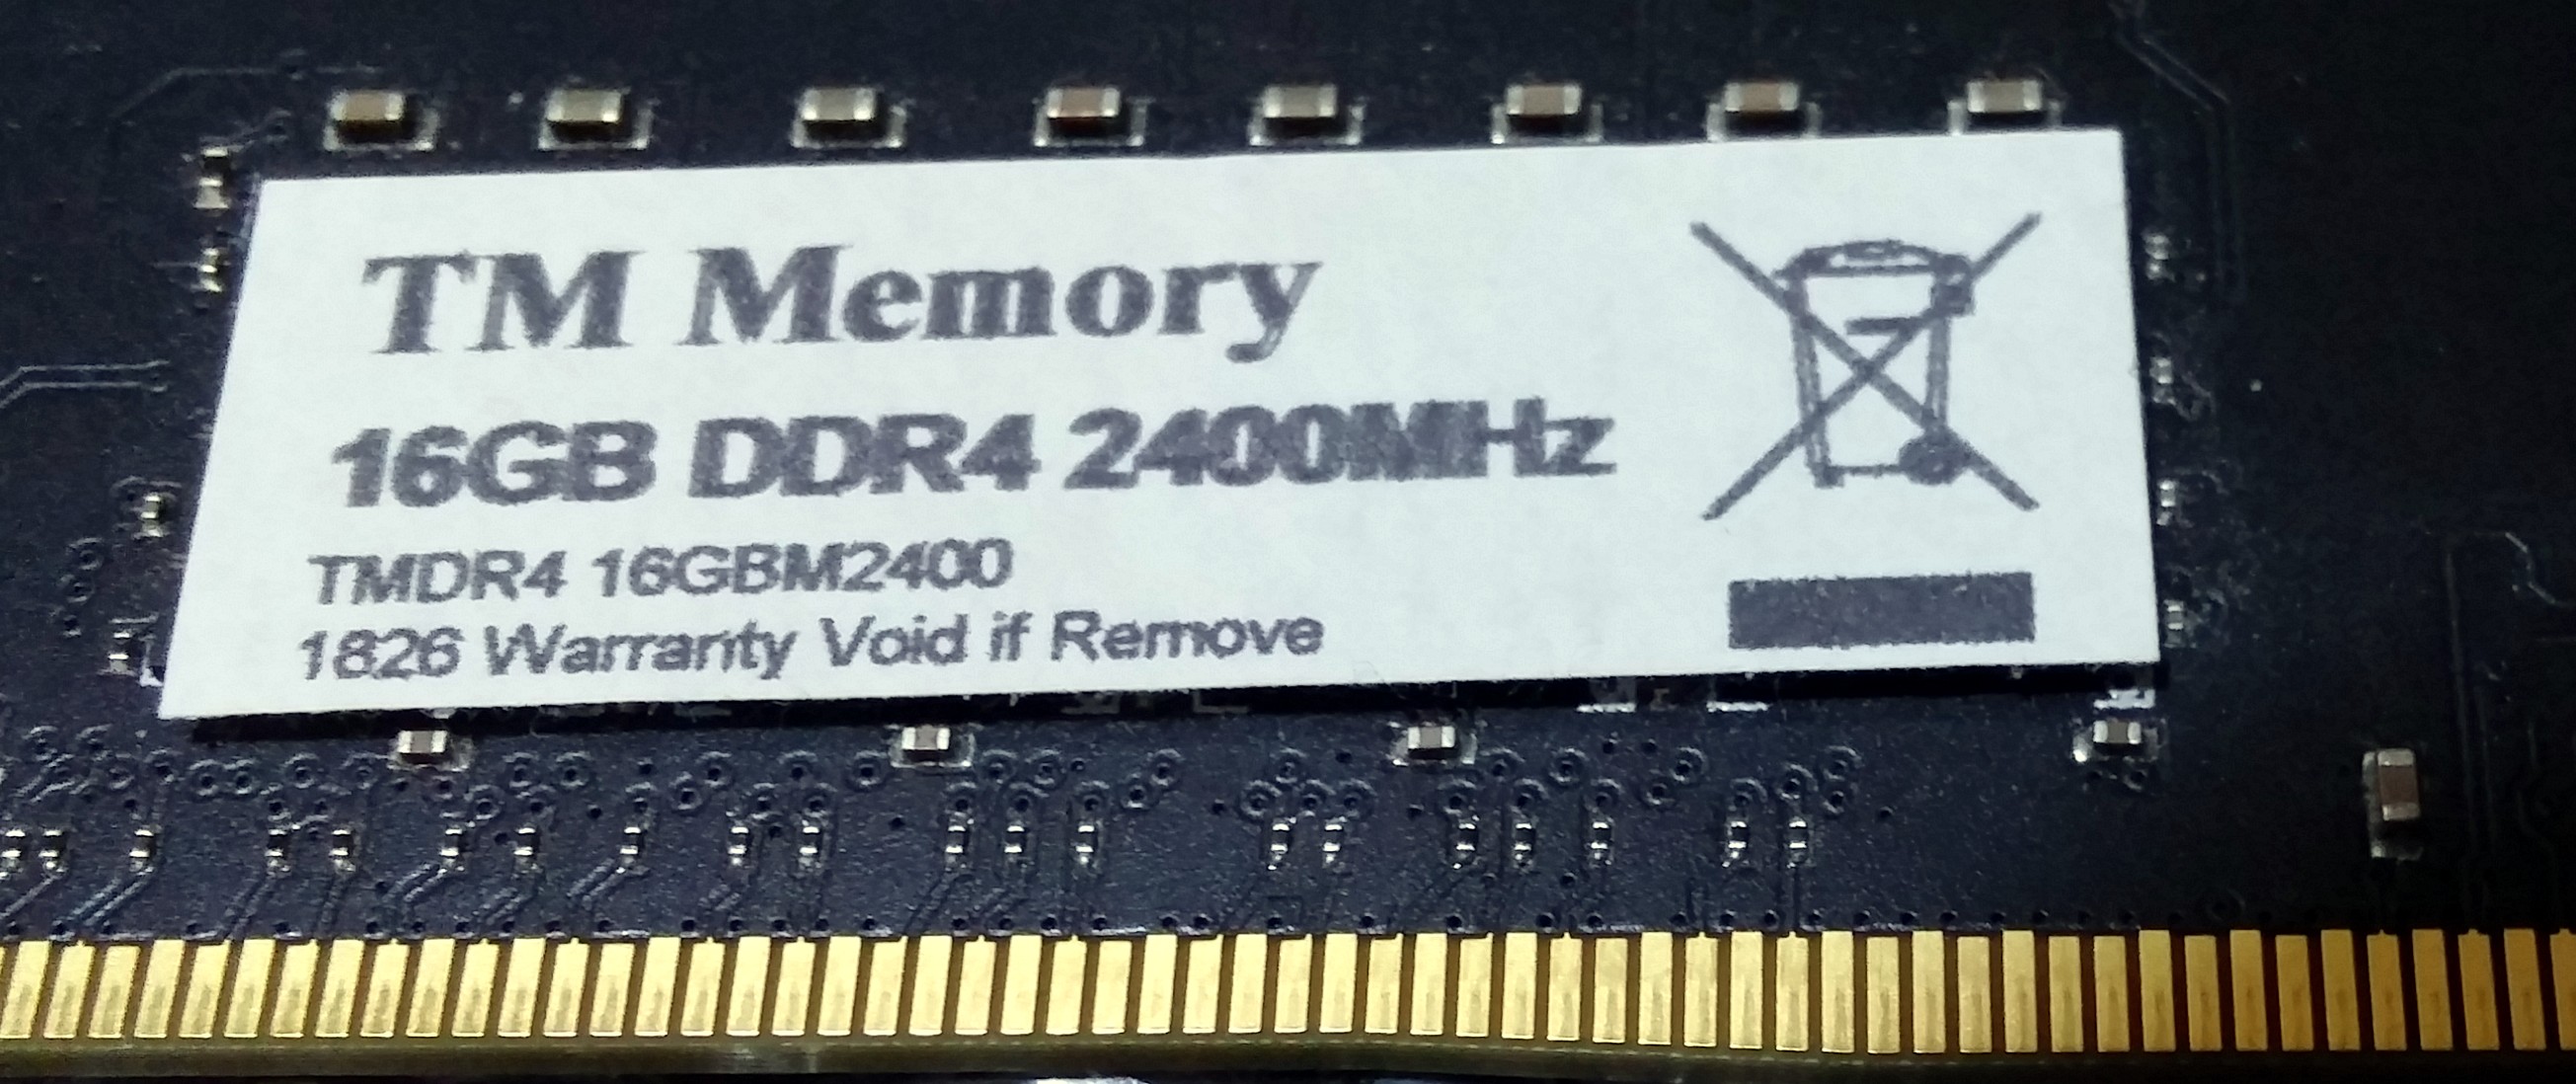 TM Memory
16GB DDR4 2400MHz
TMDR4 16GBM2400
1826 Warranty Void if Remove